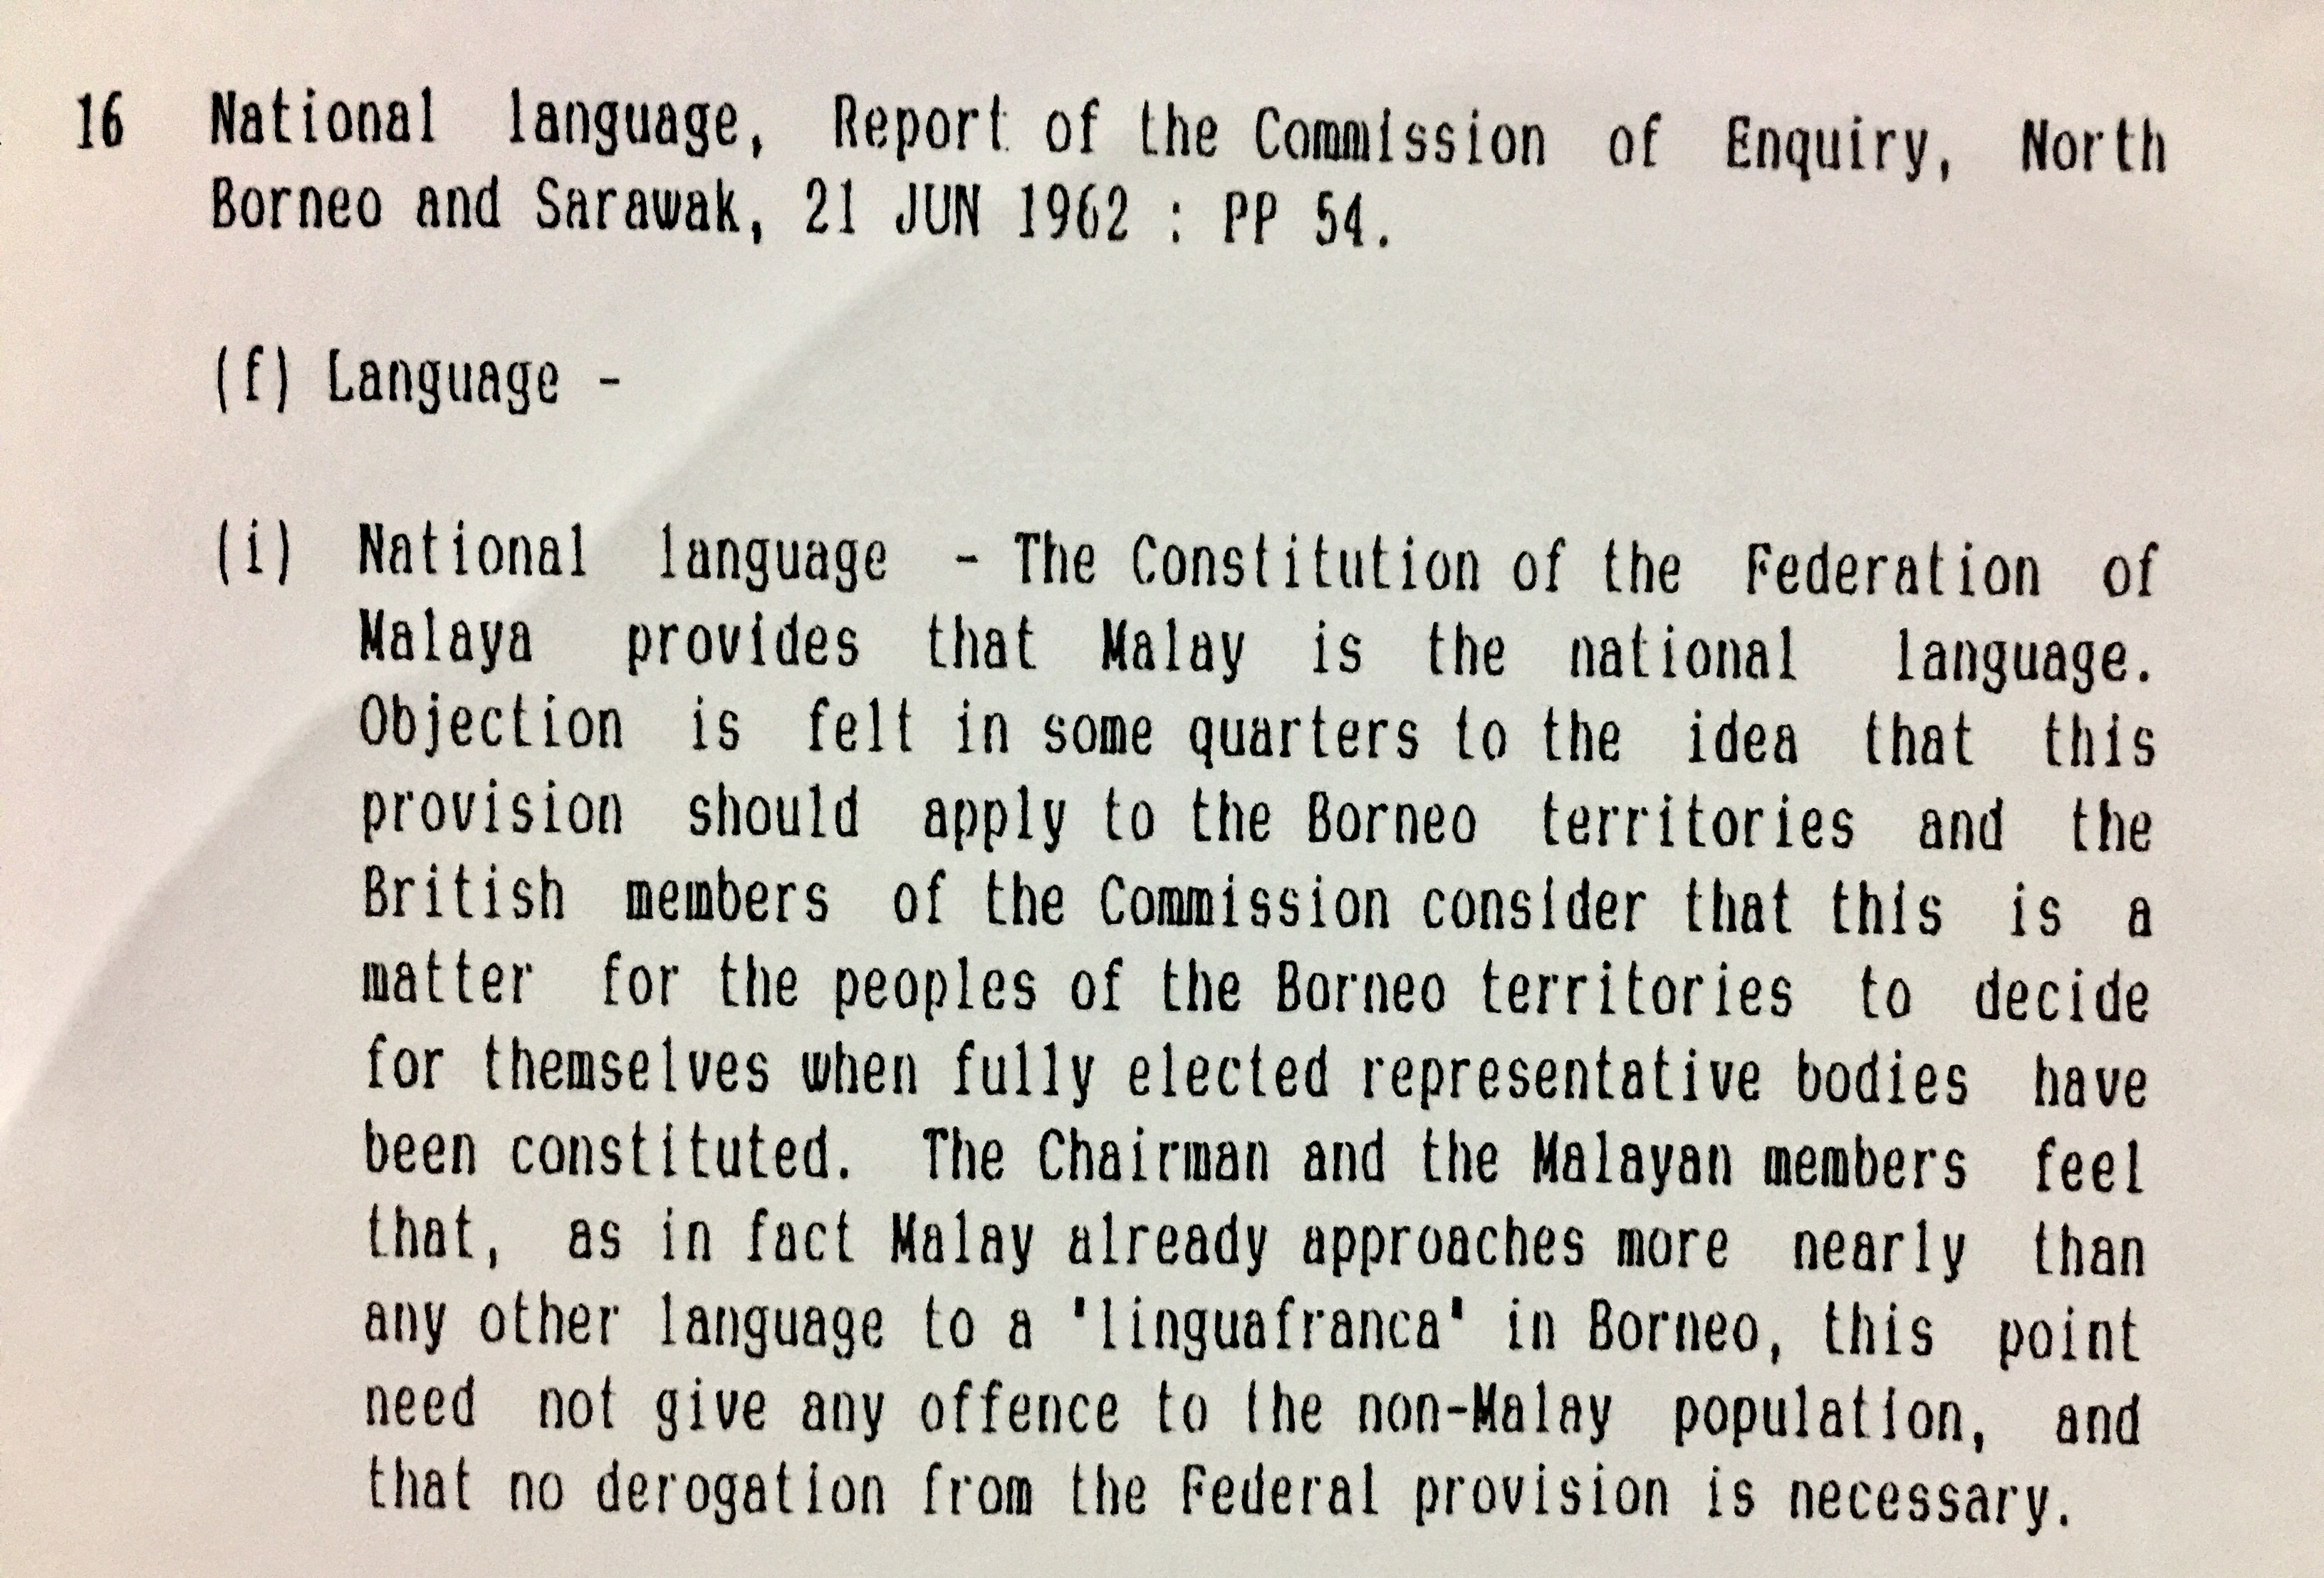 16 National language, Report of the Commission of Enquiry, North
Borneo and Sarawak, 21 JUN 1962 : PP 54.
(f) Language -
(i) National language - The Constitution of the Federation of
Malaya provides that Malay is the national language.
Objection is felt in some quarters to the idea that this
provision should apply to the Borneo territories and the
British members of the Commission consider that this is a
matter for the peoples of the Borneo territories to decide
for themselves when fully elected representative bodies have
been constituted. The Chairman and the Malayan members feel
that, as in fact Malay already approaches more nearly than
any other language to a "linguafranca" in Borneo, this point
need not give any offence to the non-Malay population, and
that no derogation from the Federal provision is necessary.